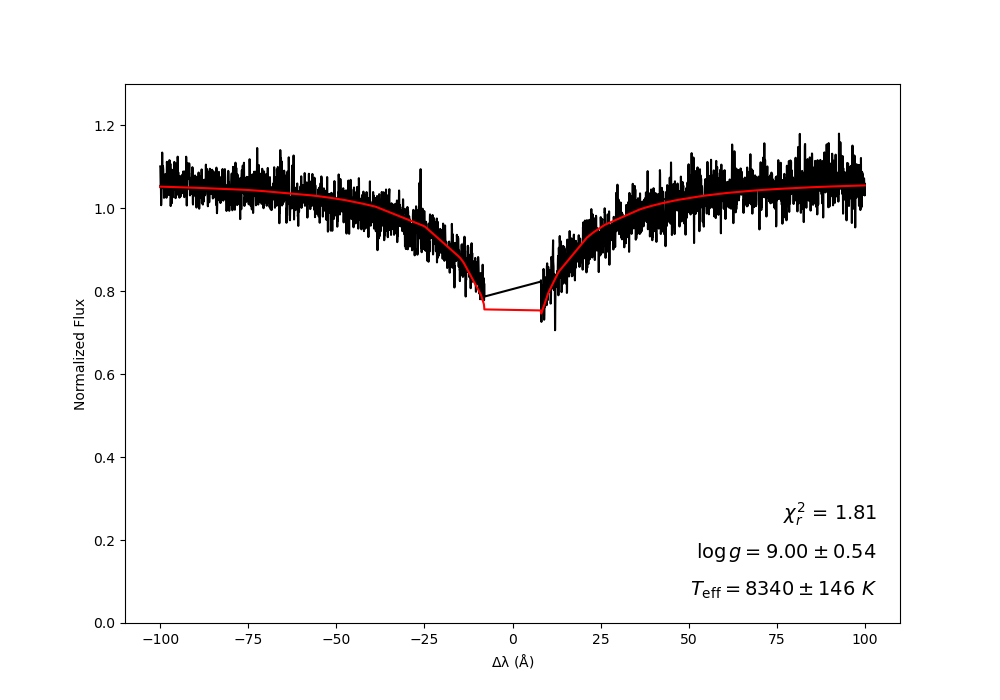 1.2
1.0
0.8
0.6
0.4
0.2
0.0
Normalized Flux
χ²ᵣ = 1.81
log g = 9.00 ± 0.54
T_eff = 8340 ± 146 K
−100 −75 −50 −25 0 25 50 75 100
Δλ (Å)